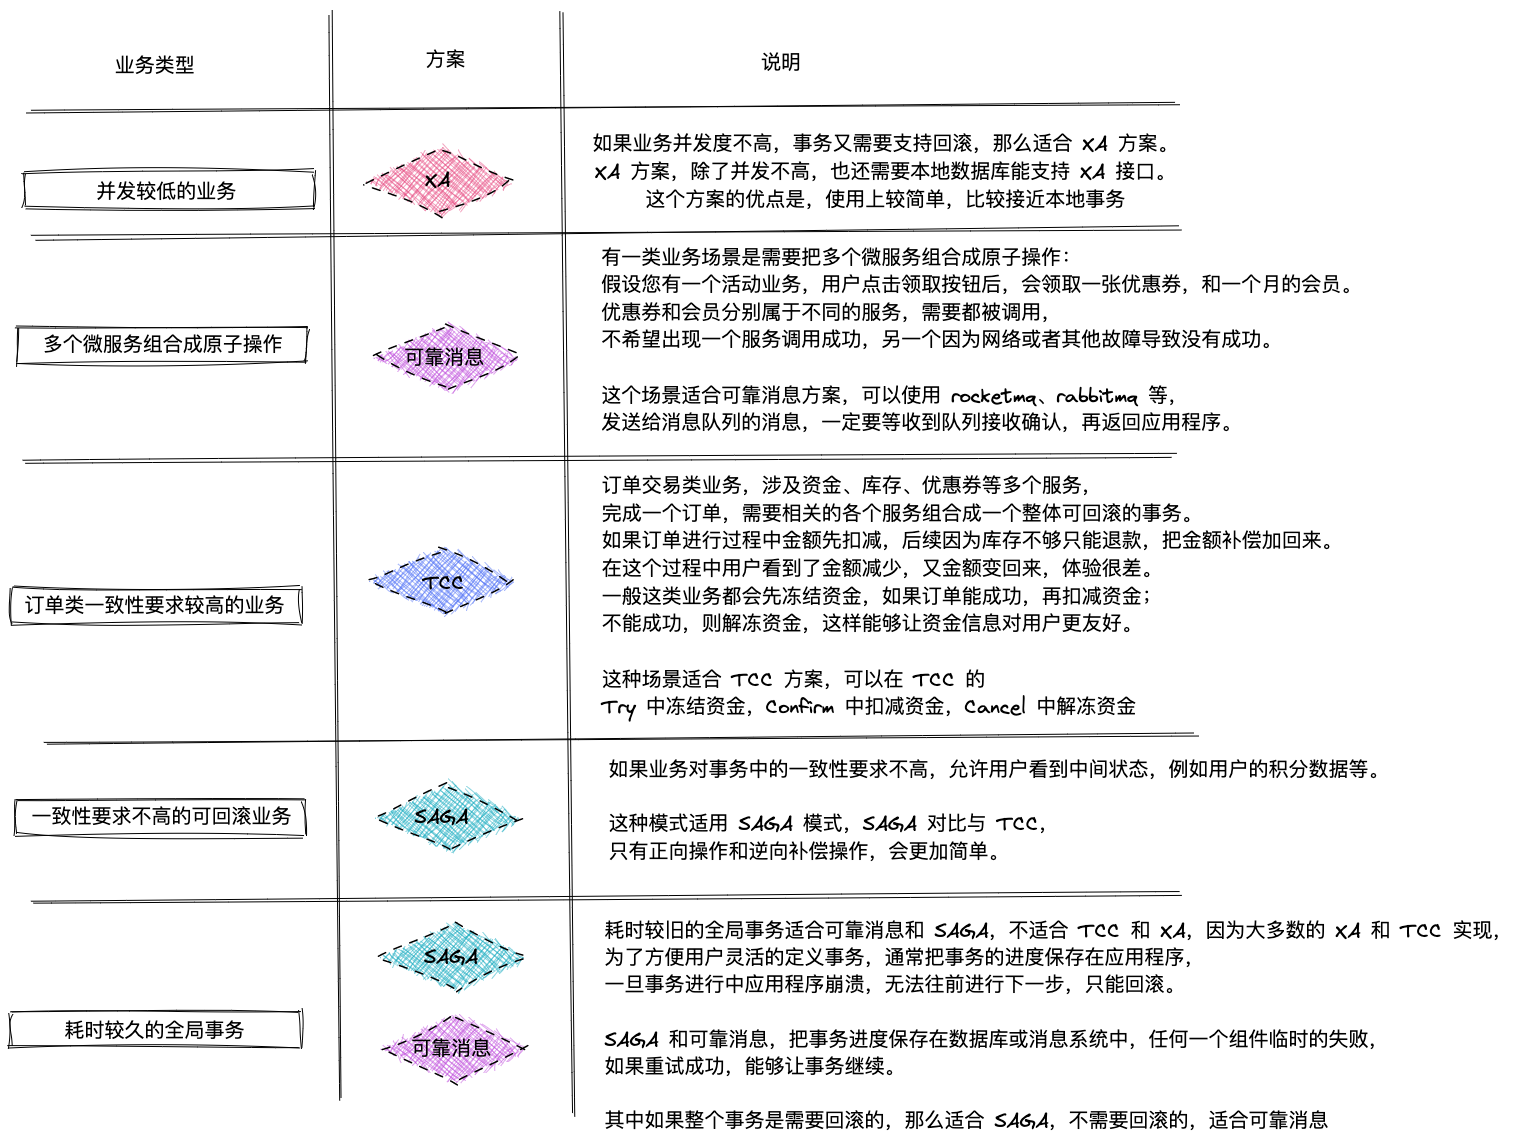 业务类型
方案
说明
并发较低的业务
XA
如果业务并发度不高，事务又需要支持回滚，那么适合 XA 方案。
XA 方案，除了并发不高，也还需要本地数据库能支持 XA 接口。
这个方案的优点是，使用上较简单，比较接近本地事务
多个微服务组合成原子操作
可靠消息
有一类业务场景是需要把多个微服务组合成原子操作：
假设您有一个活动业务，用户点击领取按钮后，会领取一张优惠券，和一个月的会员。
优惠券和会员分别属于不同的服务，需要都被调用，
不希望出现一个服务调用成功，另一个因为网络或者其他故障导致没有成功。
这个场景适合可靠消息方案，可以使用 rocketmq、rabbitmq 等，
发送给消息队列的消息，一定要等收到队列接收确认，再返回应用程序。
订单类一致性要求较高的业务
TCC
订单交易类业务，涉及资金、库存、优惠券等多个服务，
完成一个订单，需要相关的各个服务组合成一个整体可回滚的事务。
如果订单进行过程中金额先扣减，后续因为库存不够只能退款，把金额补偿加回来。
在这个过程中用户看到了金额减少，又金额变回来，体验很差。
一般这类业务都会先冻结资金，如果订单能成功，再扣减资金；
不能成功，则解冻资金，这样能够让资金信息对用户更友好。
这种场景适合 TCC 方案，可以在 TCC 的
Try 中冻结资金，Confirm 中扣减资金，Cancel 中解冻资金
一致性要求不高的可回滚业务
SAGA
如果业务对事务中的一致性要求不高，允许用户看到中间状态，例如用户的积分数据等。
这种模式适用 SAGA 模式，SAGA 对比与 TCC，
只有正向操作和逆向补偿操作，会更加简单。
耗时较久的全局事务
SAGA
可靠消息
耗时较旧的全局事务适合可靠消息和 SAGA，不适合 TCC 和 XA，因为大多数的 XA 和 TCC 实现，
为了方便用户灵活的定义事务，通常把事务的进度保存在应用程序，
一旦事务进行中应用程序崩溃，无法往前进行下一步，只能回滚。
SAGA 和可靠消息，把事务进度保存在数据库或消息系统中，任何一个组件临时的失败，
如果重试成功，能够让事务继续。
其中如果整个事务是需要回滚的，那么适合 SAGA，不需要回滚的，适合可靠消息